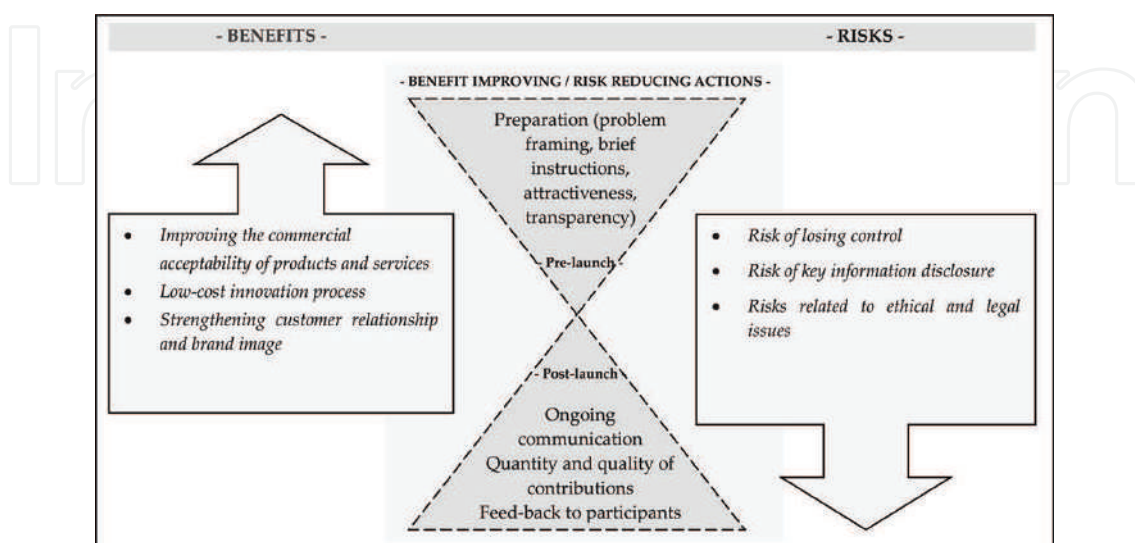 - BENEFITS -
- RISKS -
- BENEFIT IMPROVING / RISK REDUCING ACTIONS -
Preparation (problem
framing, brief
instructions,
attractiveness,
transparency)
- Pre-launch -
• Improving the commercial
acceptability of products and services
• Low-cost innovation process
• Strengthening customer relationship
and brand image
• Risk of losing control
• Risk of key information disclosure
• Risks related to ethical and legal
issues
- Post-launch -
Ongoing
communication
Quantity and quality of
contributions
Feed-back to participants